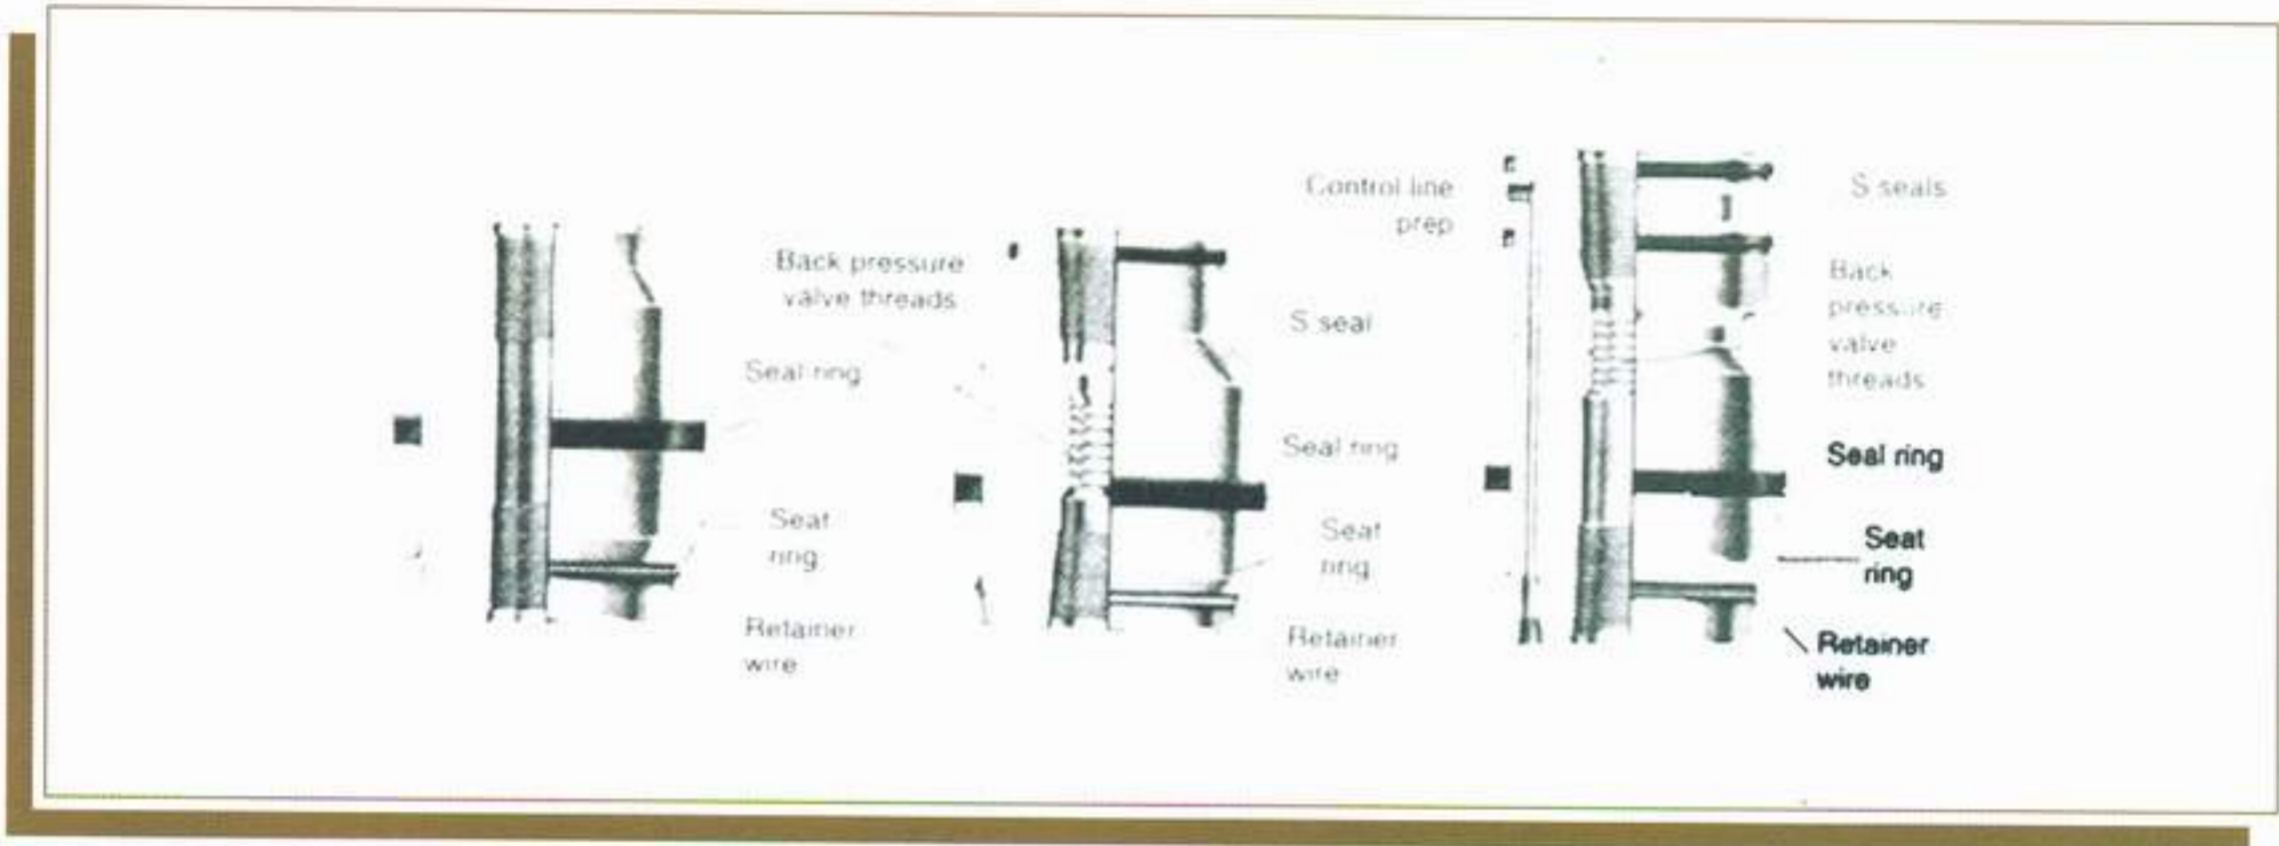 Seal ring
Seat
ring
Retainer
wire
Back pressure
valve threads
S seal
Seal ring
Seat
ring
Retainer
wire
Control line
prep
S seals
Back
pressure
valve
threads
Seal ring
Seat
ring
Retainer
wire